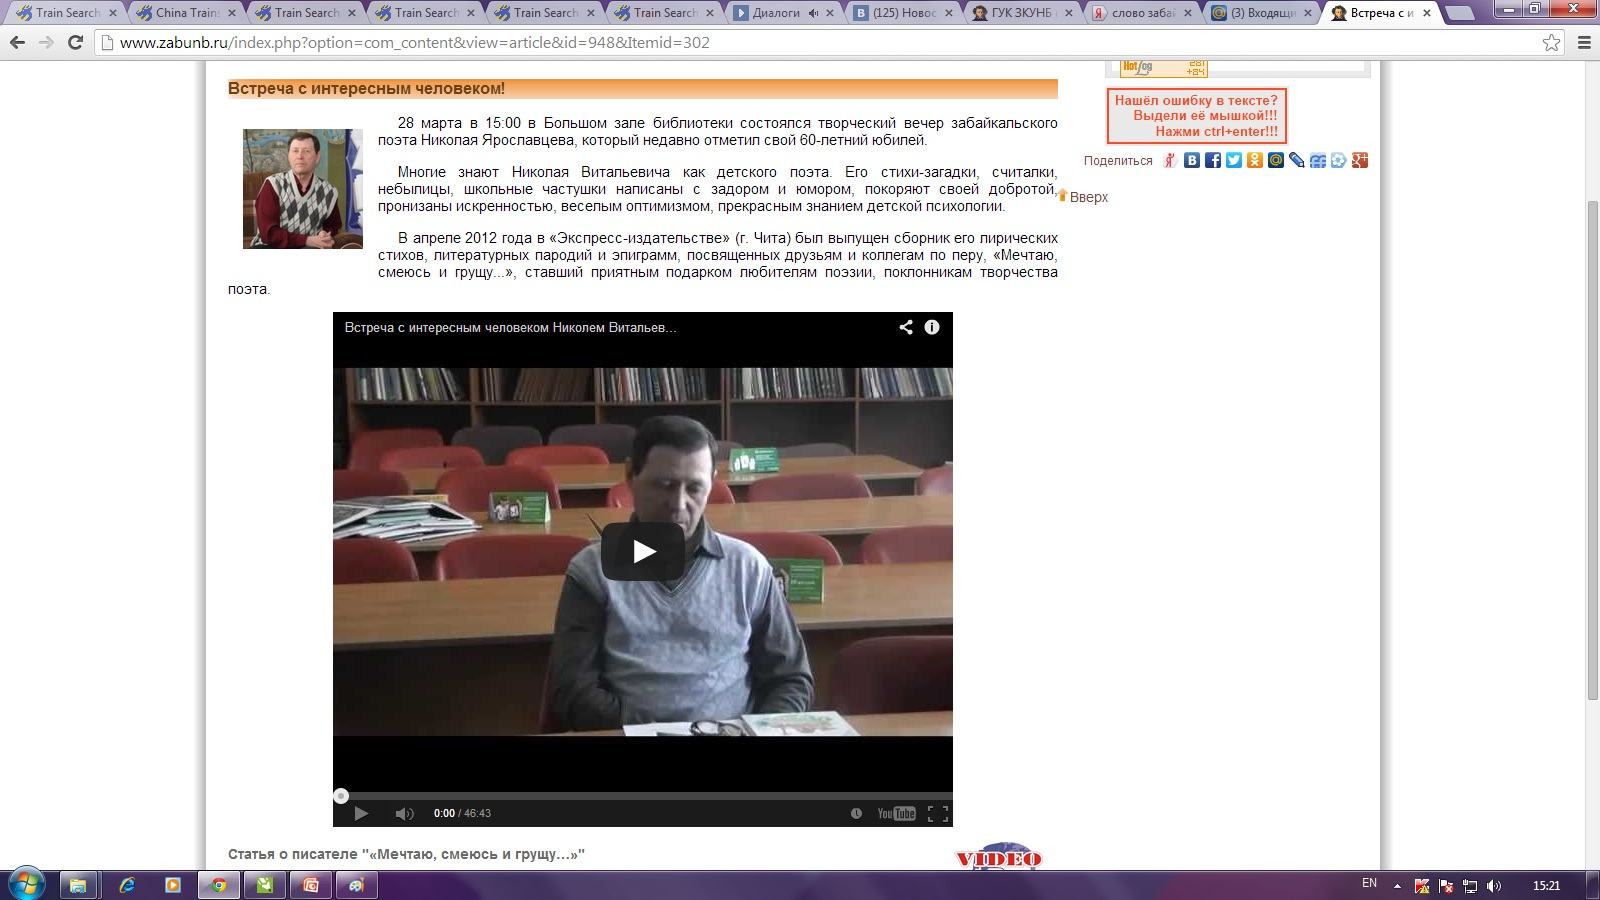 Train Search
China Train
Train Search
Train Search
Train Search
Train Search
Диалоги
(125) Новос
ГУК ЗКУНБ
слово забай
(3) Входящи
Встреча с и
www.zabunb.ru/index.php?option=com_content&view=article&id=948&Itemid=302
HotLog
281
+84
Встреча с интересным человеком!
Нашёл ошибку в тексте?
Выдели её мышкой!!!
Нажми ctrl+enter!!!
Поделиться
Вверх
28 марта в 15:00 в Большом зале библиотеки состоялся творческий вечер забайкальского
поэта Николая Ярославцева, который недавно отметил свой 60-летний юбилей.
Многие знают Николая Витальевича как детского поэта. Его стихи-загадки, считалки,
небылицы, школьные частушки написаны с задором и юмором, покоряют своей добротой,
пронизаны искренностью, веселым оптимизмом, прекрасным знанием детской психологии.
В апреле 2012 года в «Экспресс-издательстве» (г. Чита) был выпущен сборник его лирических
стихов, литературных пародий и эпиграмм, посвященных друзьям и коллегам по перу, «Мечтаю,
смеюсь и грущу...», ставший приятным подарком любителям поэзии, поклонникам творчества
поэта.
Встреча с интересным человеком Николем Витальев...
0:00 / 46:43
YouTube
Статья о писателе "«Мечтаю, смеюсь и грущу...»"
VIDEO
EN
15:21